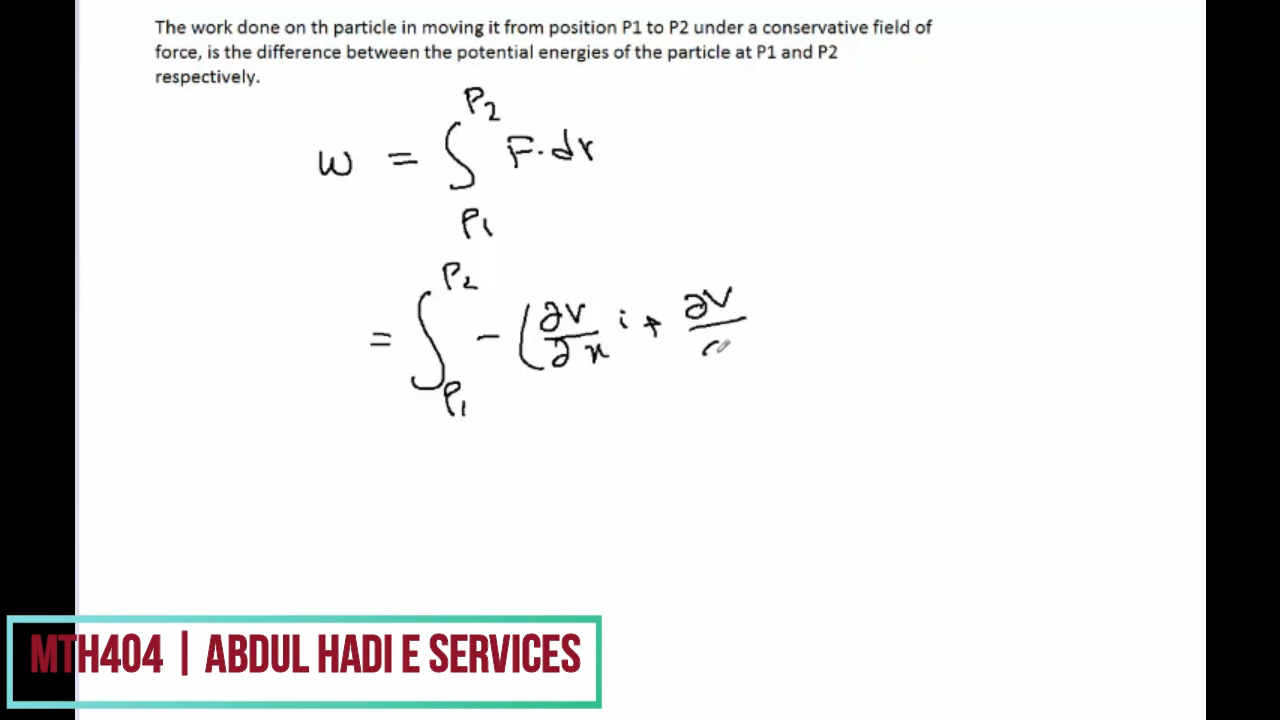 The work done on th particle in moving it from position P1 to P2 under a conservative field of
force, is the difference between the potential energies of the particle at P1 and P2
respectively.
W = ∫_{P1}^{P2} F.dr
= ∫_{P1}^{P2} - (∂V/∂x i + ∂V/
MTH404 | ABDUL HADI E SERVICES